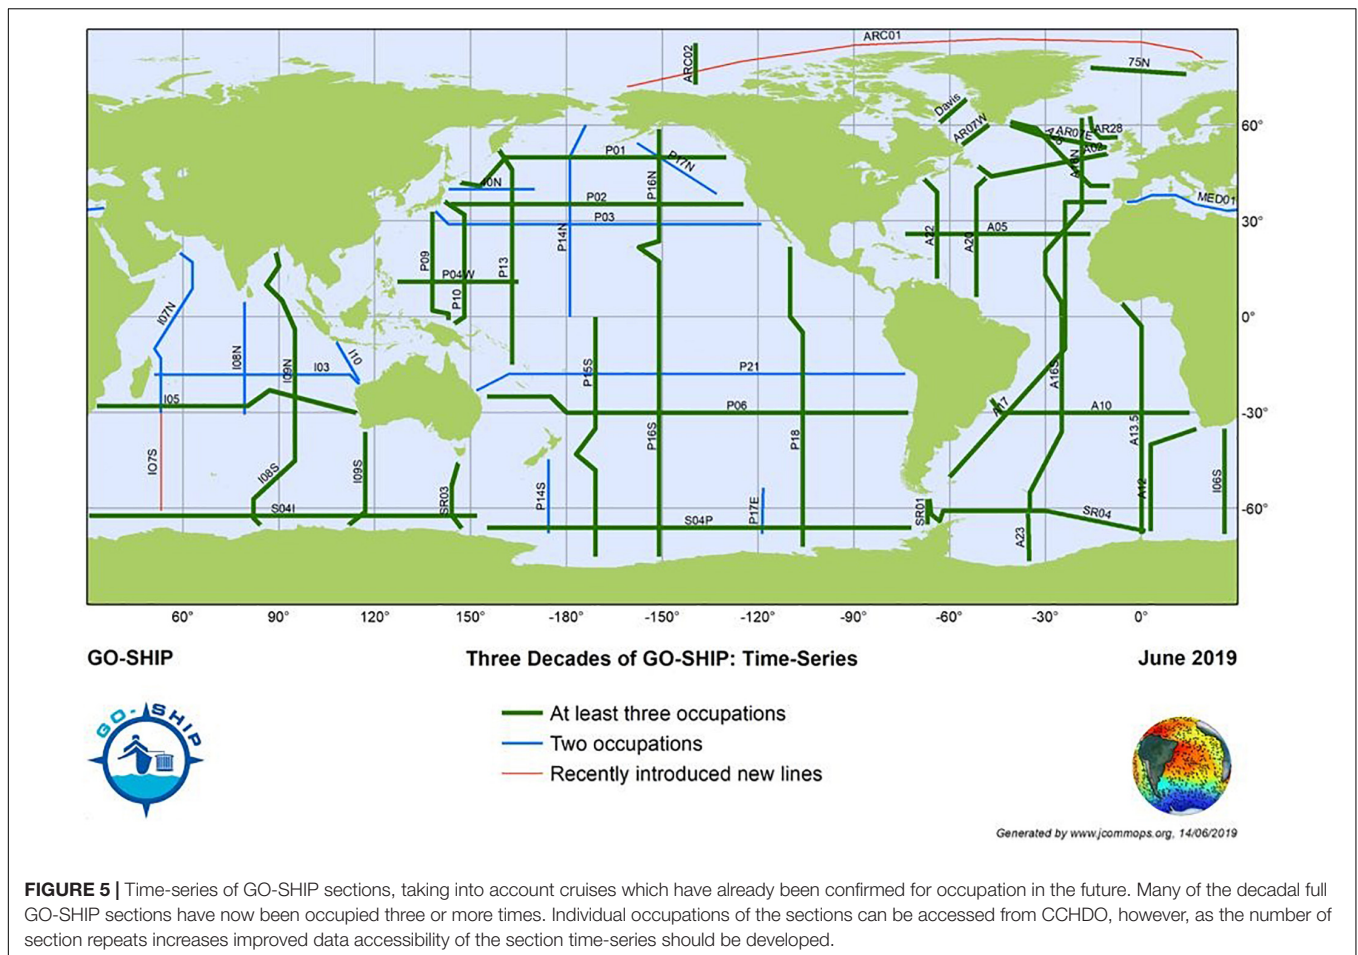 ARC01
ARC02
75N
Davis
AR07W
AR07E
AR28
A02
A16N
60°
P01
P17N
40N
P16N
MED01
P02
P03
30°
P14N
A22
A20
A05
P09
P04W
P13
P10
I07N
0°
I08N
I09N
I03
I10
P15S
P21
A16S
I05
P06
A17
A10
-30°
A13.5
P16S
P18
IO7S
I08S
I09S
SR03
P14S
P17E
A12
I06S
S04I
S04P
SR01
SR04
-60°
A23
60°
90°
120°
150°
-180°
-150°
-120°
-90°
-60°
-30°
0°
GO-SHIP
Three Decades of GO-SHIP: Time-Series
June 2019
GO-SHIP
At least three occupations
Two occupations
Recently introduced new lines
Generated by www.jcommops.org, 14/06/2019
FIGURE 5 | Time-series of GO-SHIP sections, taking into account cruises which have already been confirmed for occupation in the future. Many of the decadal full
GO-SHIP sections have now been occupied three or more times. Individual occupations of the sections can be accessed from CCHDO, however, as the number of
section repeats increases improved data accessibility of the section time-series should be developed.